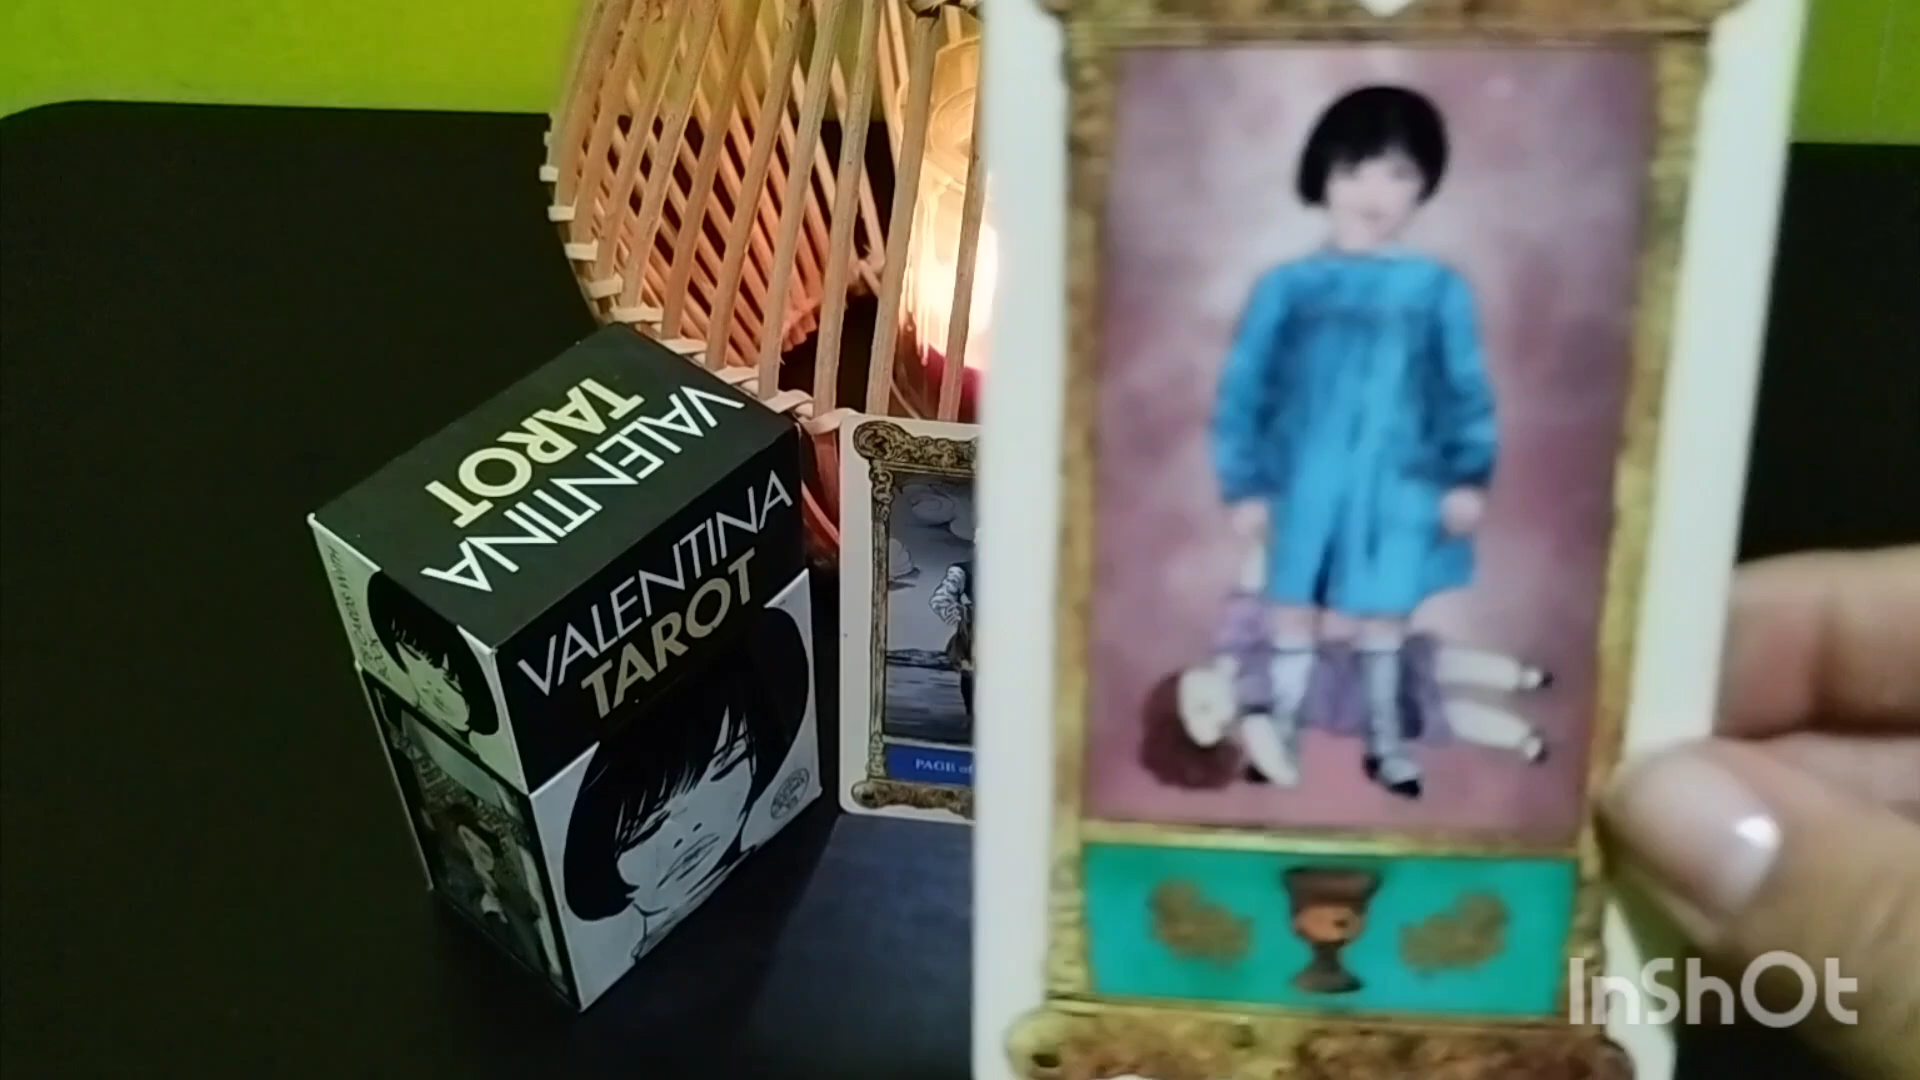 VALENTINA
TAROT
VALENTINA
TAROT
PAGE of
InShOt